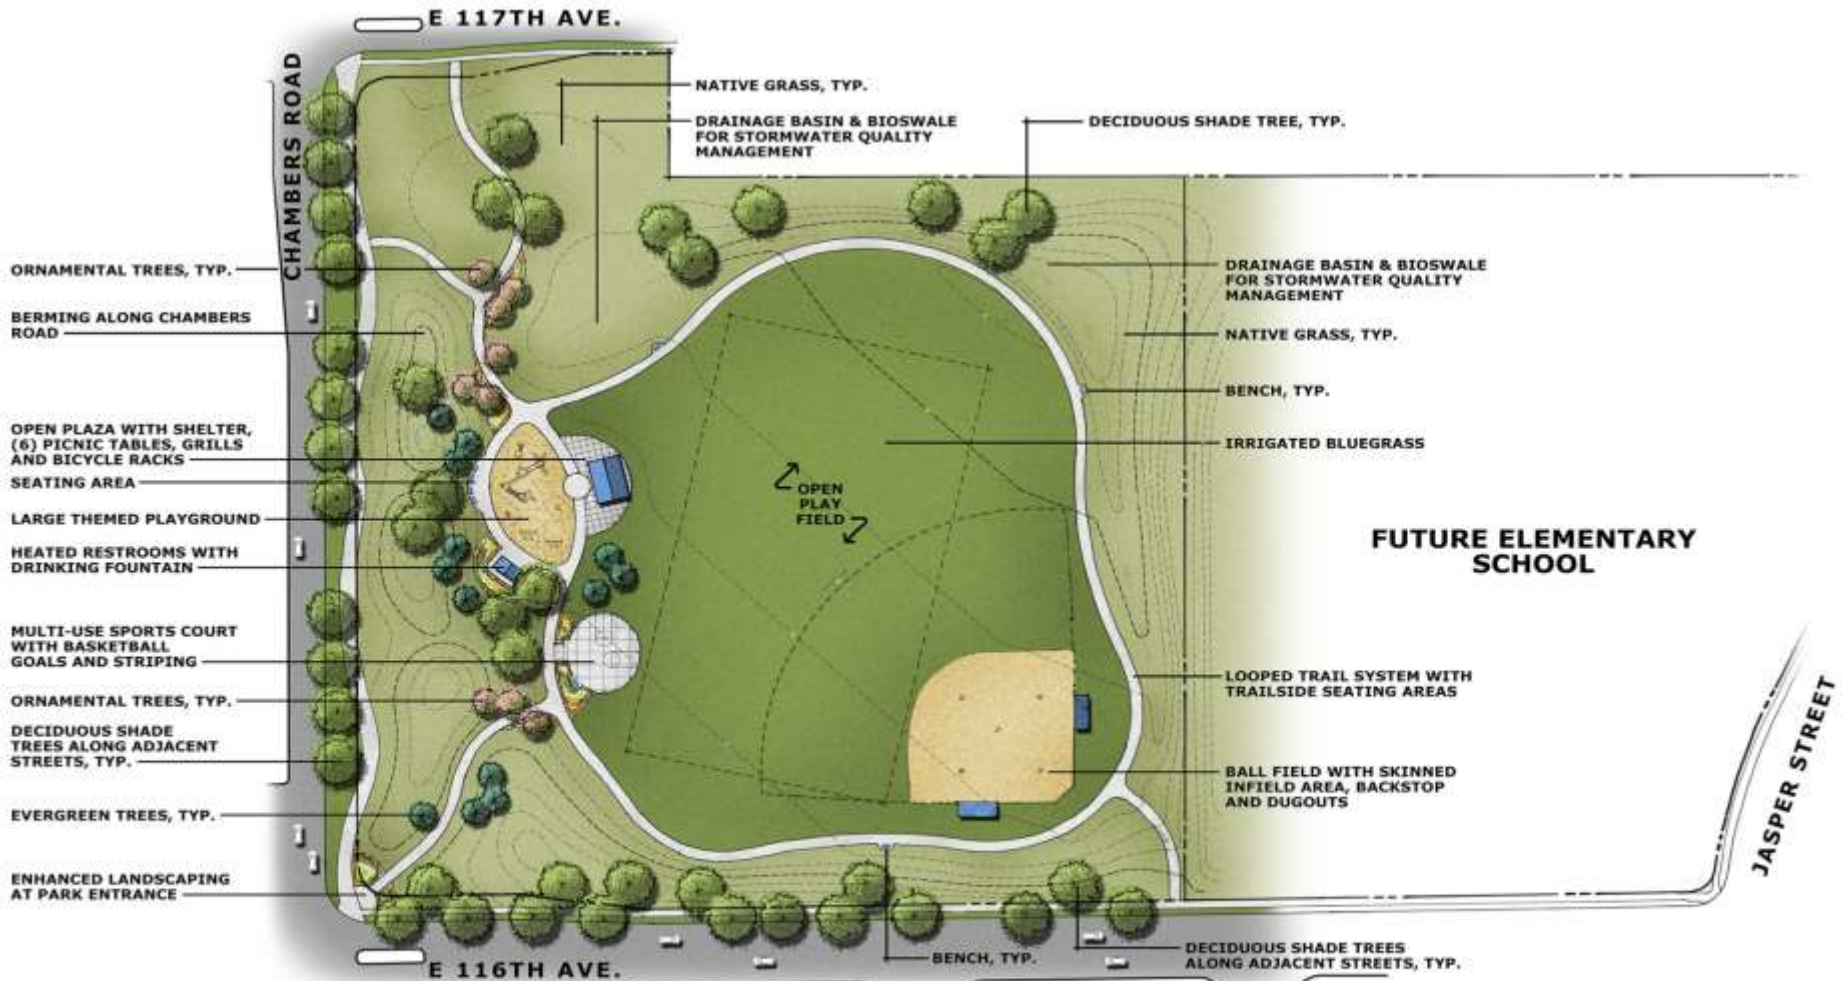 E 117TH AVE.
CHAMBERS ROAD
NATIVE GRASS, TYP.
DRAINAGE BASIN & BIOSWALE
FOR STORMWATER QUALITY
MANAGEMENT
DECIDUOUS SHADE TREE, TYP.
ORNAMENTAL TREES, TYP.
BERMING ALONG CHAMBERS
ROAD
OPEN PLAZA WITH SHELTER,
(6) PICNIC TABLES, GRILLS
AND BICYCLE RACKS
SEATING AREA
LARGE THEMED PLAYGROUND
HEATED RESTROOMS WITH
DRINKING FOUNTAIN
MULTI-USE SPORTS COURT
WITH BASKETBALL
GOALS AND STRIPING
ORNAMENTAL TREES, TYP.
DECIDUOUS SHADE
TREES ALONG ADJACENT
STREETS, TYP.
EVERGREEN TREES, TYP.
ENHANCED LANDSCAPING
AT PARK ENTRANCE
OPEN
PLAY
FIELD
DRAINAGE BASIN & BIOSWALE
FOR STORMWATER QUALITY
MANAGEMENT
NATIVE GRASS, TYP.
BENCH, TYP.
IRRIGATED BLUEGRASS
FUTURE ELEMENTARY
SCHOOL
LOOPED TRAIL SYSTEM WITH
TRAILSIDE SEATING AREAS
BALL FIELD WITH SKINNED
INFIELD AREA, BACKSTOP
AND DUGOUTS
JASPER STREET
DECIDUOUS SHADE TREES
ALONG ADJACENT STREETS, TYP.
BENCH, TYP.
E 116TH AVE.